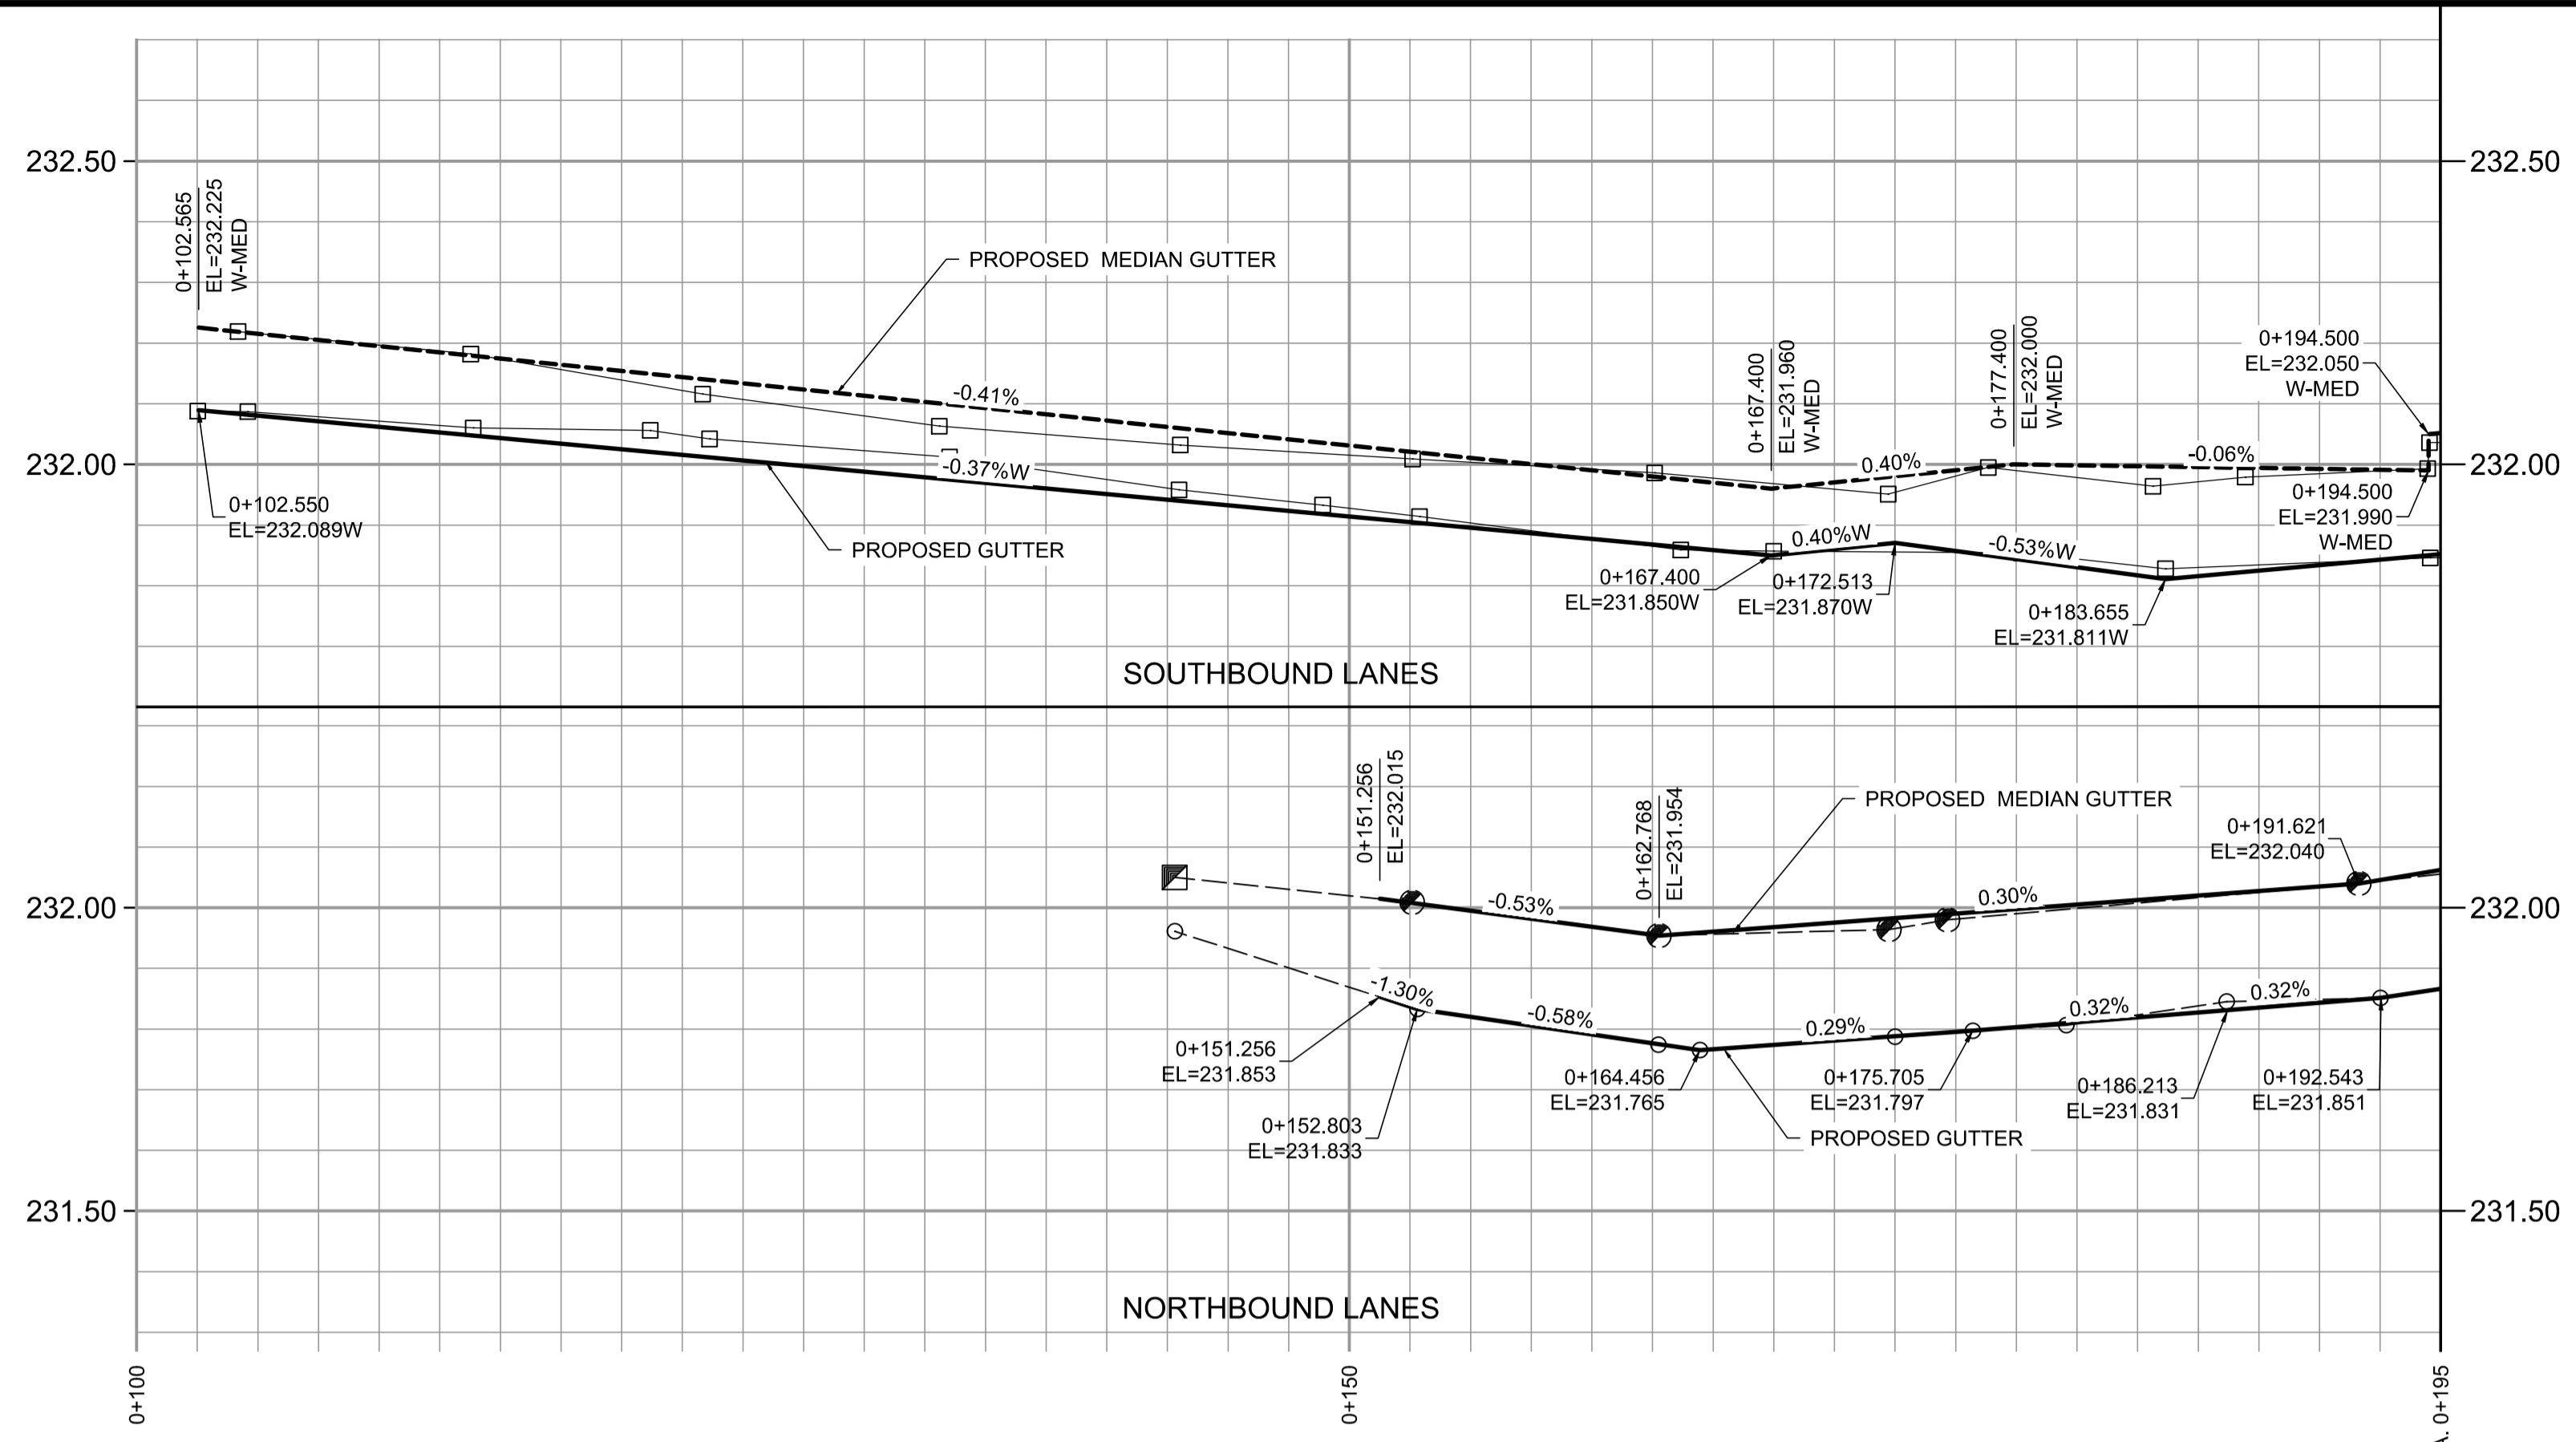 232.50
232.50
0+102.565
EL=232.225
W-MED
PROPOSED  MEDIAN GUTTER
-0.41%
0+167.400
EL=231.960
W-MED
0+177.400
EL=232.000
W-MED
0+194.500
EL=232.050
W-MED
232.00
232.00
-0.37%W
0.40%
-0.06%
0+194.500
EL=231.990
W-MED
0+102.550
EL=232.089W
PROPOSED GUTTER
0.40%W
-0.53%W
0+167.400
EL=231.850W
0+172.513
EL=231.870W
0+183.655
EL=231.811W
SOUTHBOUND LANES
0+151.256
EL=232.015
0+162.768
EL=231.954
PROPOSED  MEDIAN GUTTER
0+191.621
EL=232.040
232.00
232.00
-0.53%
0.30%
-1.30%
-0.58%
0.29%
0.32%
0.32%
0+151.256
EL=231.853
0+152.803
EL=231.833
0+164.456
EL=231.765
0+175.705
EL=231.797
0+186.213
EL=231.831
0+192.543
EL=231.851
PROPOSED GUTTER
231.50
231.50
NORTHBOUND LANES
0+100
0+150
0+195